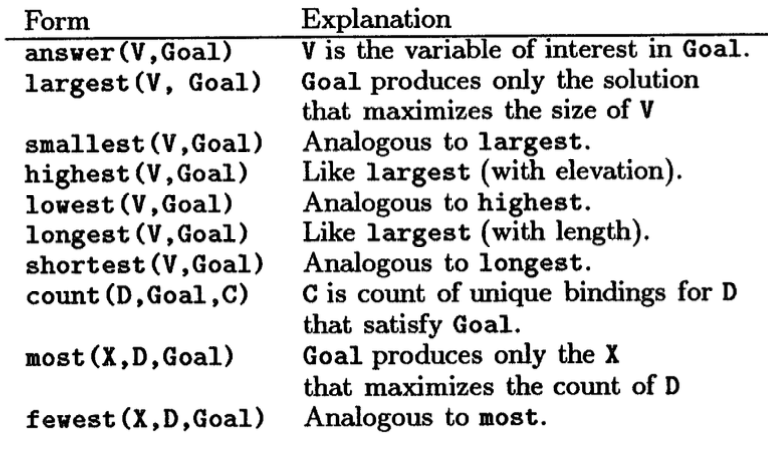 Form Explanation
answer(V,Goal) V is the variable of interest in Goal.
largest(V, Goal) Goal produces only the solution
that maximizes the size of V
smallest(V,Goal) Analogous to largest.
highest(V,Goal) Like largest (with elevation).
lowest(V,Goal) Analogous to highest.
longest(V,Goal) Like largest (with length).
shortest(V,Goal) Analogous to longest.
count(D,Goal,C) C is count of unique bindings for D
that satisfy Goal.
most(X,D,Goal) Goal produces only the X
that maximizes the count of D
fewest(X,D,Goal) Analogous to most.